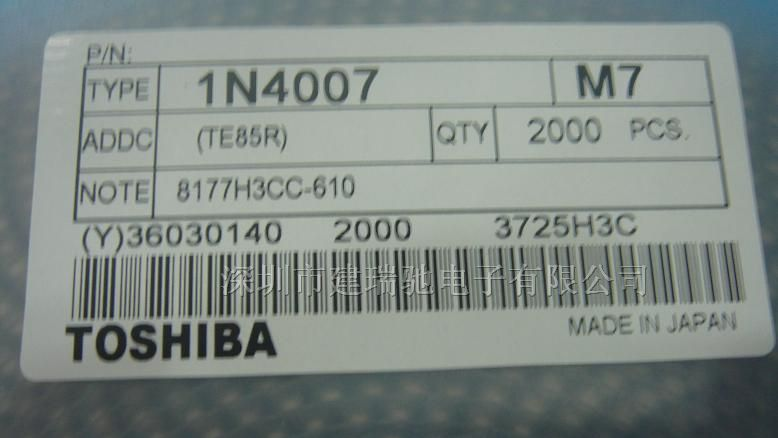 P/N:
TYPE 1N4007 M7
ADDC (TE85R) QTY 2000 PCS.
NOTE 8177H3CC-610
(Y)36030140 2000 3725H3C
深圳市建瑞驰电子有限公司
TOSHIBA MADE IN JAPAN